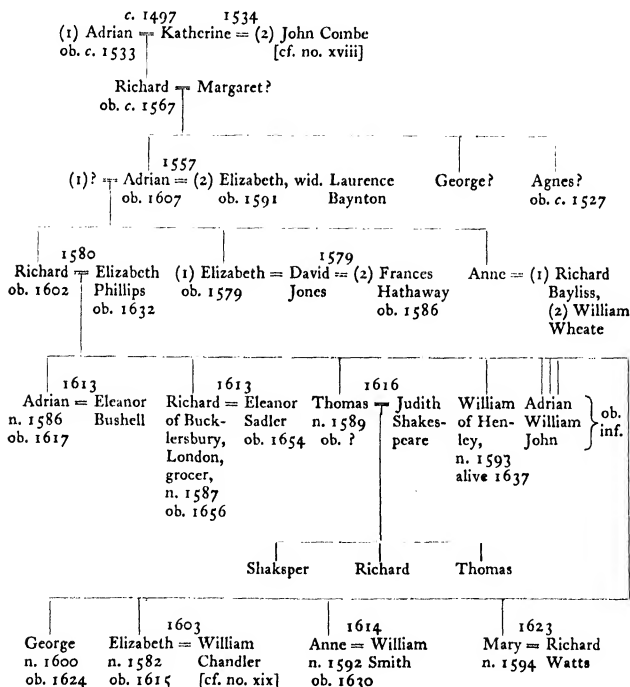 c. 1497 1534
(1) Adrian = Katherine = (2) John Combe
ob. c. 1533 [cf. no. xviii]
Richard = Margaret?
ob. c. 1567
1557
(1)? = Adrian = (2) Elizabeth, wid. Laurence George? Agnes?
ob. 1607 ob. 1591 Baynton ob. c. 1527
1580 1579
Richard = Elizabeth (1) Elizabeth = David = (2) Frances Anne = (1) Richard
ob. 1602 Phillips ob. 1579 Jones Hathaway Bayliss,
ob. 1632 ob. 1586 (2) William
Wheate
1613 1613 1616
Adrian = Eleanor Richard = Eleanor Thomas = Judith William Adrian
n. 1586 Bushell of Buck- Sadler n. 1589 Shakes- of Hen- William } ob.
ob. 1617 lersbury, ob. 1654 ob. ? peare ley, John inf.
London, n. 1593
grocer, alive 1637
n. 1587
ob. 1656
Shaksper Richard Thomas
1603 1614 1623
George Elizabeth = William Anne = William Mary = Richard
n. 1600 n. 1582 Chandler n. 1592 Smith n. 1594 Watts
ob. 1624 ob. 1615 [cf. no. xix] ob. 1630